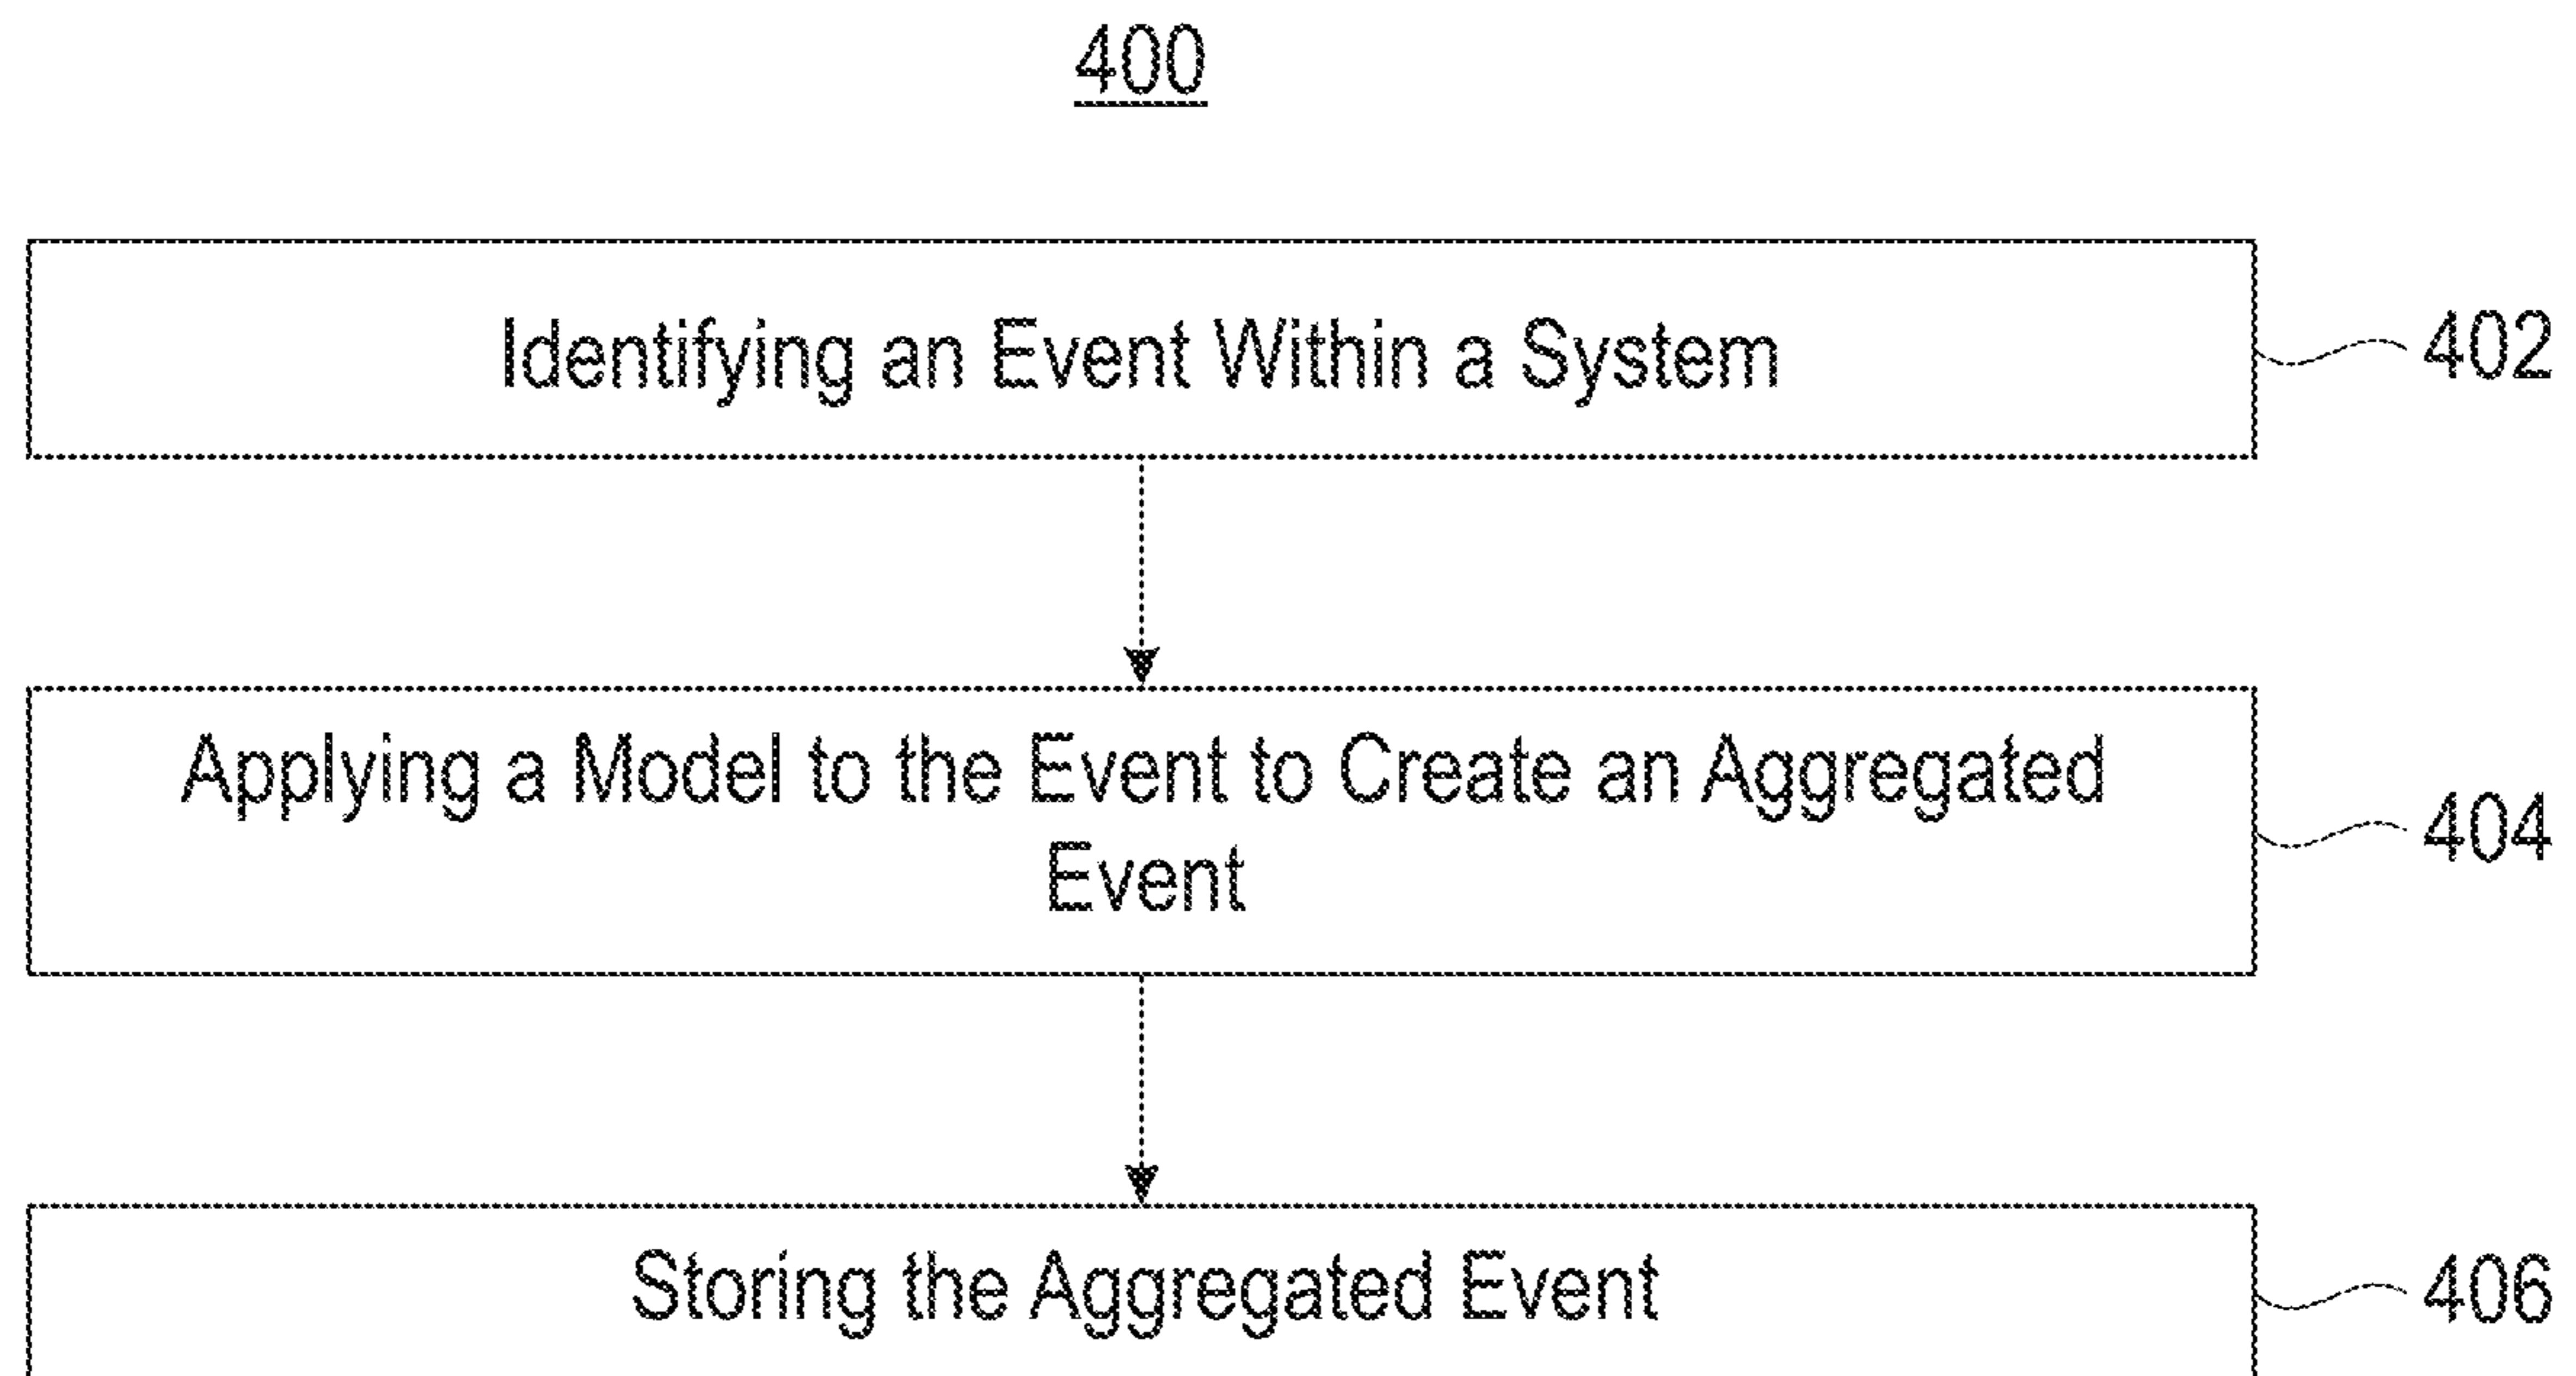 400
Identifying an Event Within a System
402
Applying a Model to the Event to Create an Aggregated
Event
404
Storing the Aggregated Event
406